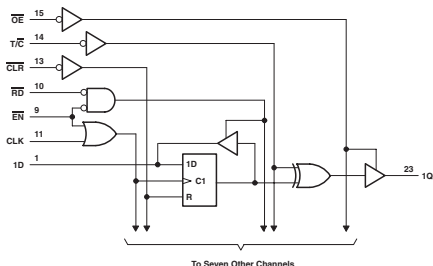 OE 15
T/C 14
CLR 13
RD 10
EN 9
CLK 11
1D 1
1D
C1
R
23 1Q
To Seven Other Channels